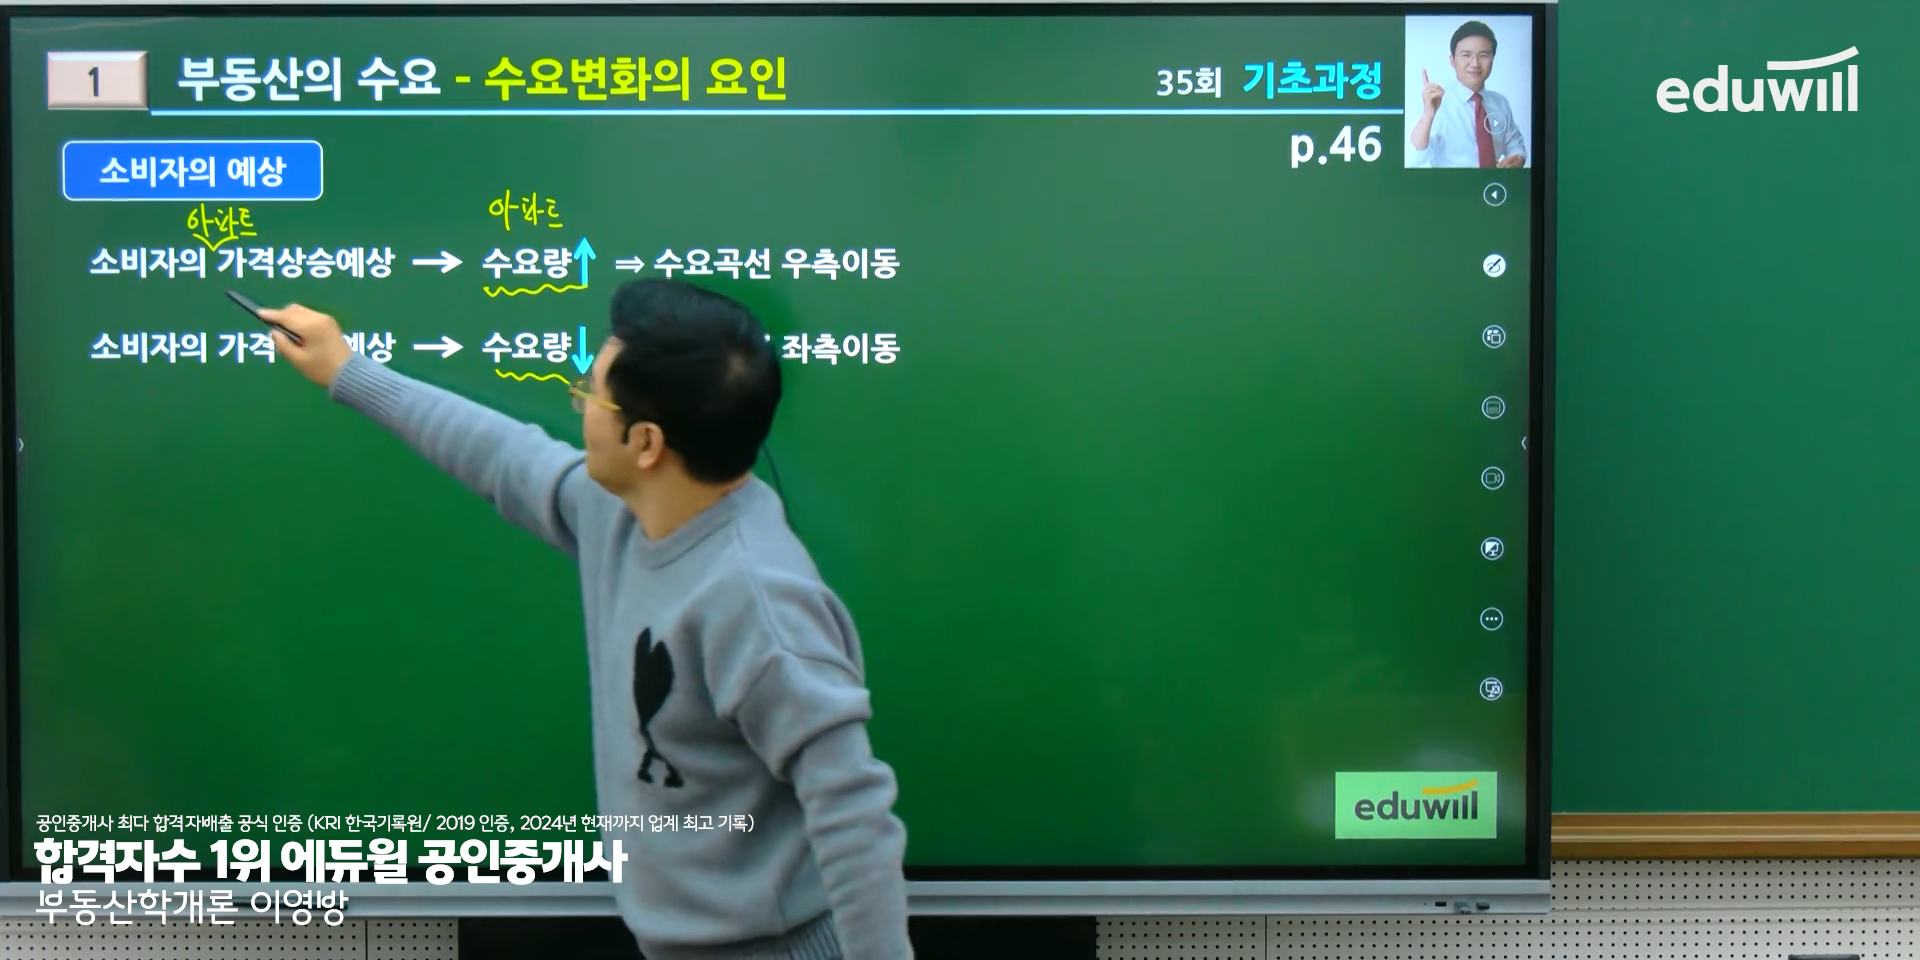 1
부동산의 수요 - 수요변화의 요인
35회 기초과정
eduwill
p.46
소비자의 예상
아파트
아파트
소비자의 가격상승예상 → 수요량↑ ⇒ 수요곡선 우측이동
소비자의 가격 예상 → 수요량↓ 좌측이동
eduwill
공인중개사 최다 합격자배출 공식 인증 (KRI 한국기록원/ 2019 인증, 2024년 현재까지 업계 최고 기록)
합격자수 1위 에듀윌 공인중개사
부동산학개론 이영방